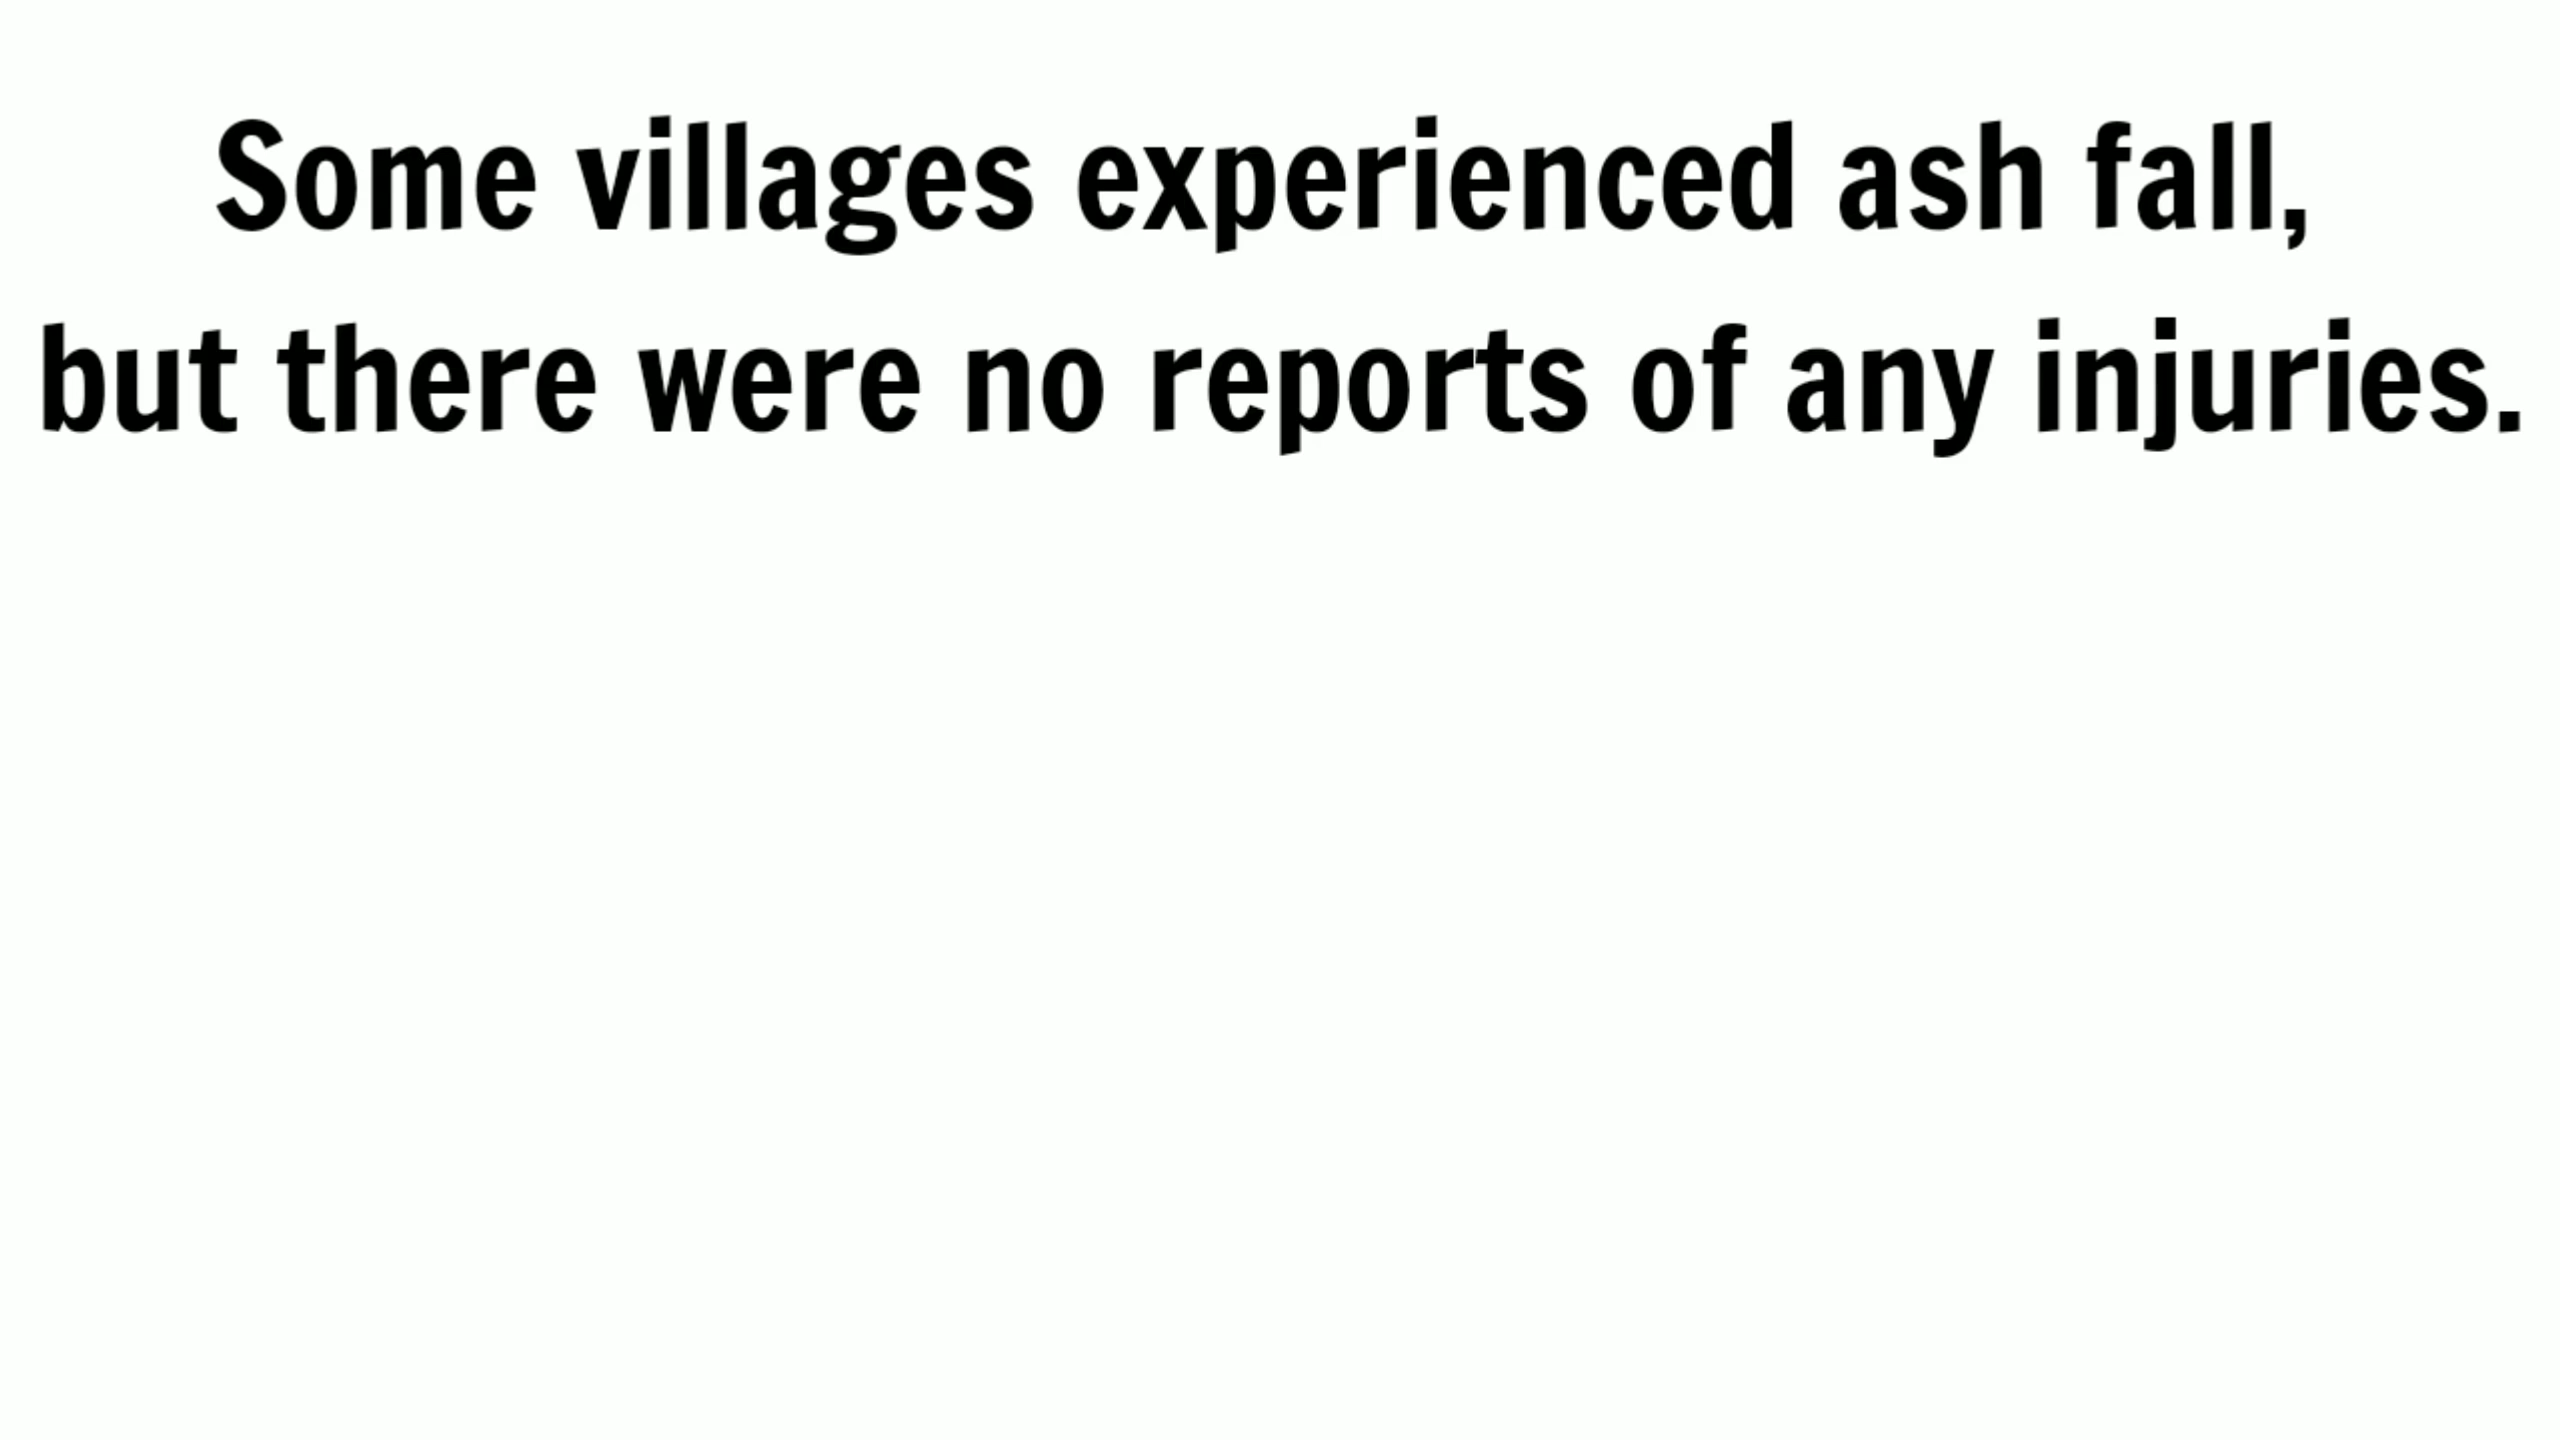 Some villages experienced ash fall,
but there were no reports of any injuries.